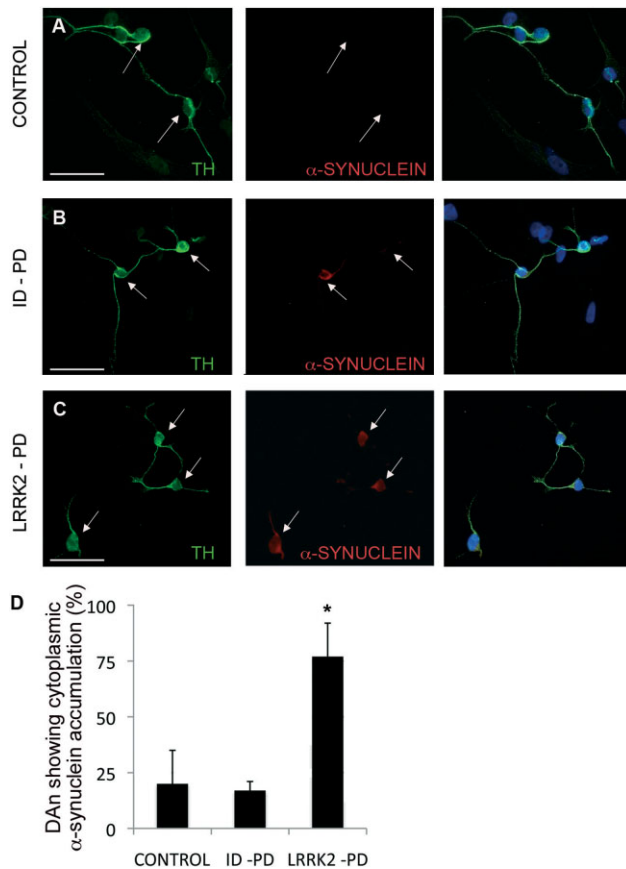 A
CONTROL
TH
α-SYNUCLEIN
B
ID - PD
TH
α-SYNUCLEIN
C
LRRK2 - PD
TH
α-SYNUCLEIN
D
DAn showing cytoplasmic
α-synuclein accumulation (%)
100
75
50
25
0
*
CONTROL
ID -PD
LRRK2 -PD